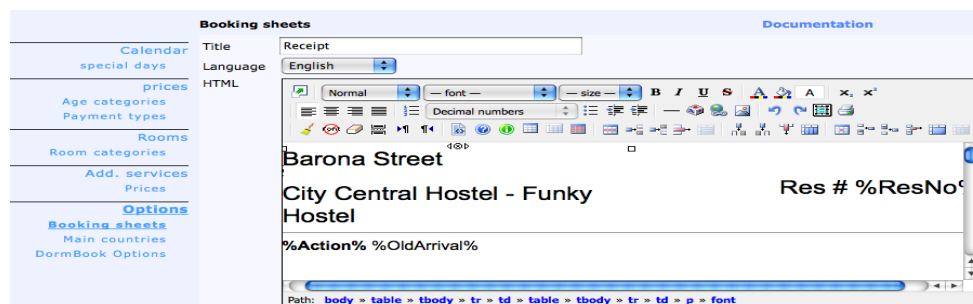 Booking sheets
Documentation
Calendar
special days
prices
Age categories
Payment types
Rooms
Room categories
Add. services
Prices
Options
Booking sheets
Main countries
DormBook Options
Title
Receipt
Language
English
HTML
Normal
— font —
— size —
B I U S
A
A
x, x²
Decimal numbers
Barona Street
City Central Hostel - Funky
Hostel
Res # %ResNo
%Action% %OldArrival%
Path: body » table » tbody » tr » td » table » tbody » tr » td » p » font